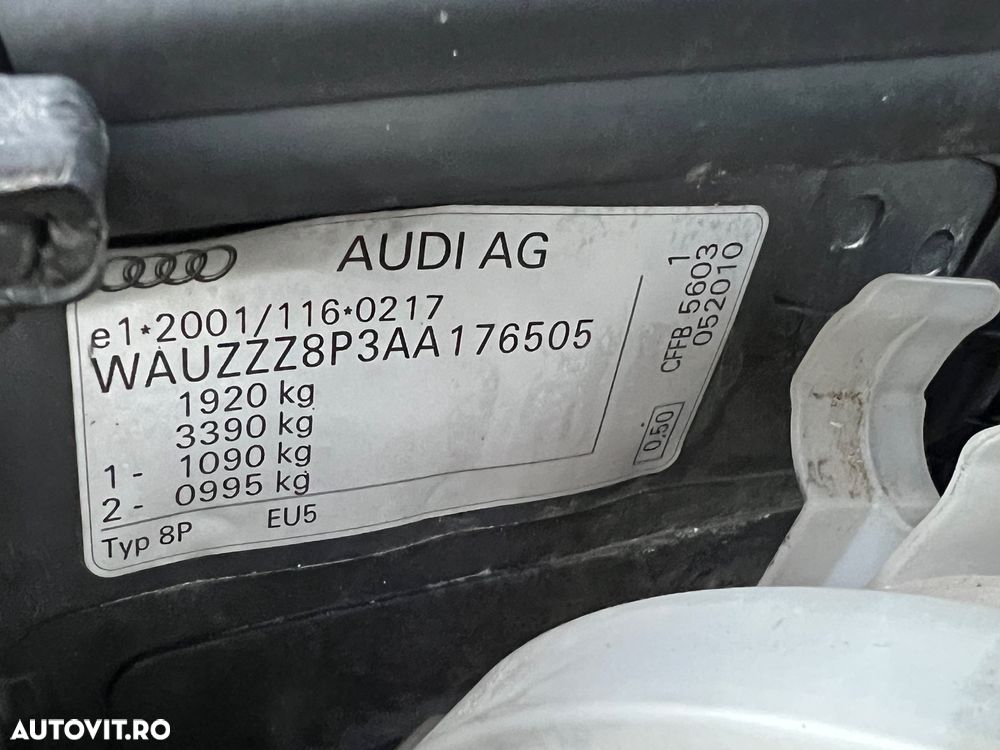 AUDI AG
e1*2001/116*0217
WAUZZZ8P3AA176505
1920 kg
3390 kg
1 - 1090 kg
2 - 0995 kg
Typ 8P EU5
1
CFFB 5603
052010
0.50
AUTOVIT.RO